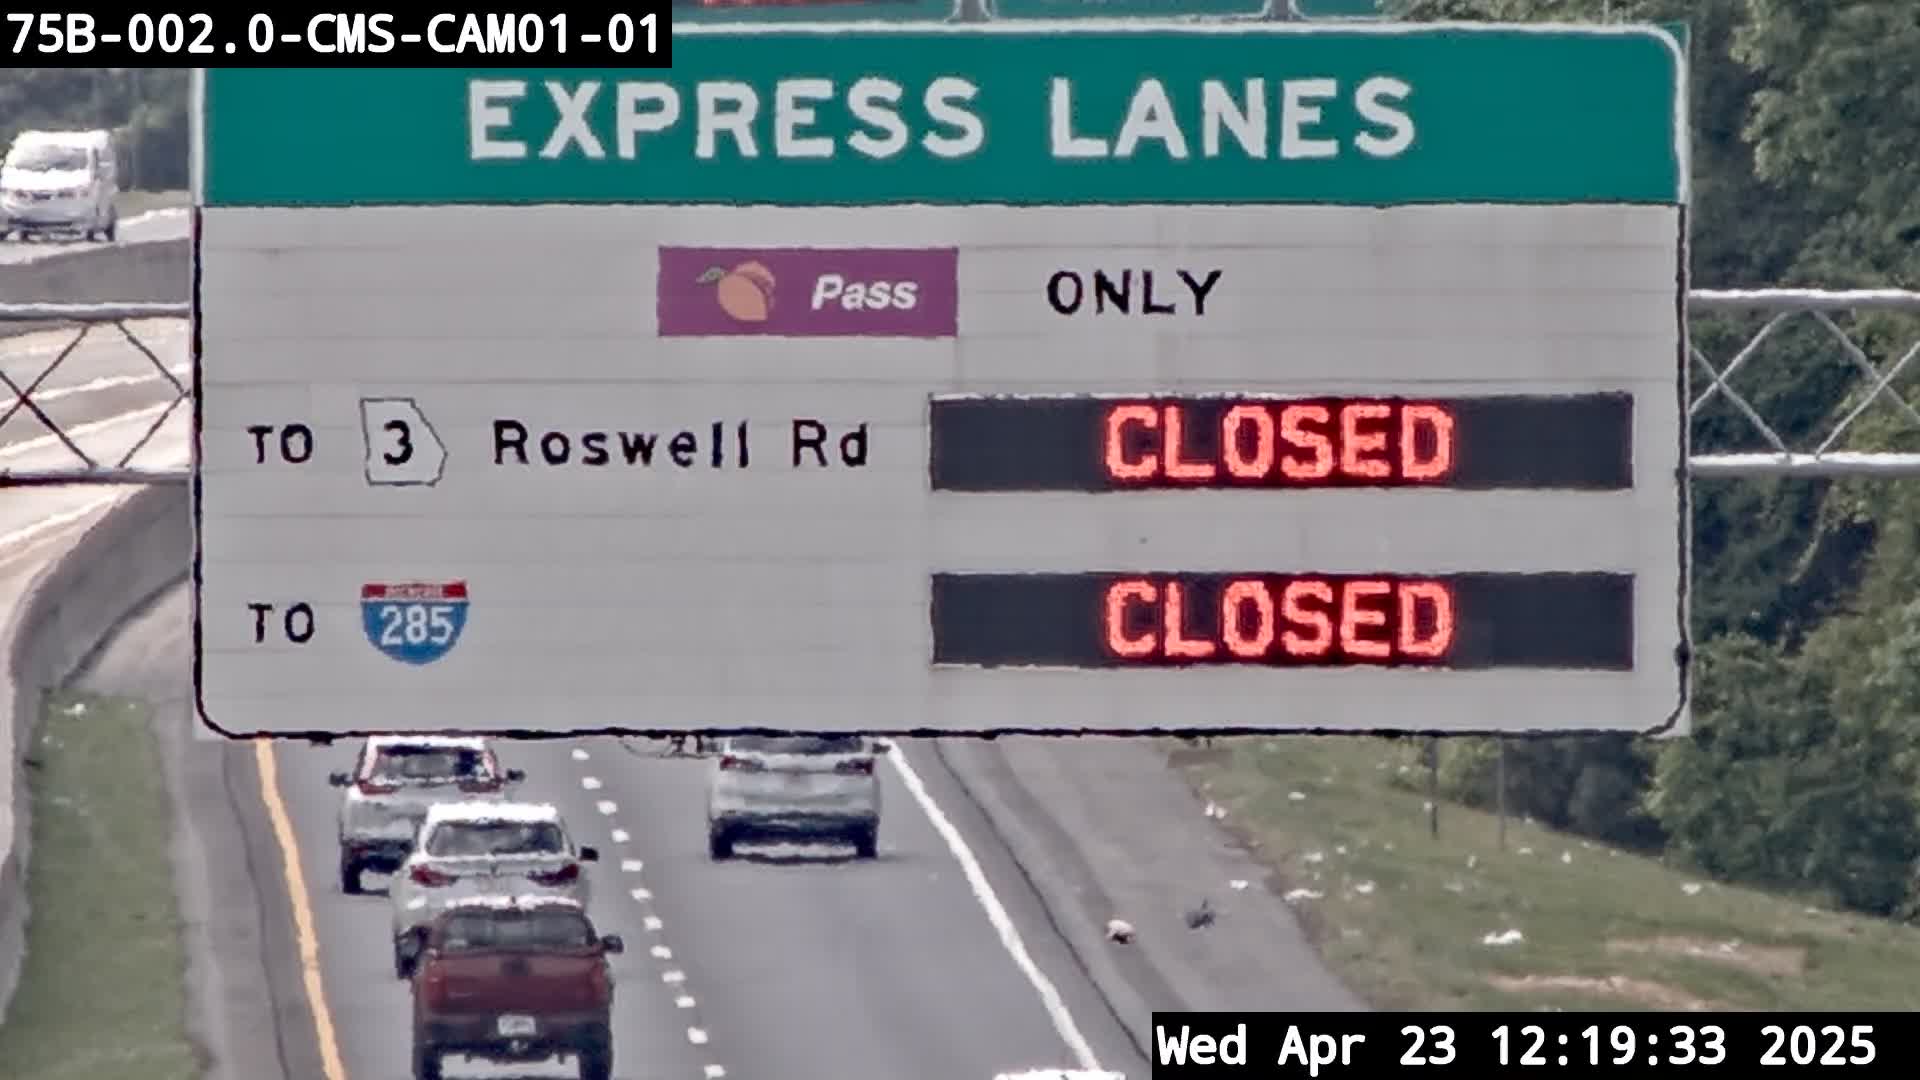 75B-002.0-CMS-CAM01-01
EXPRESS LANES
Pass ONLY
TO 3 Roswell Rd CLOSED
TO 285 CLOSED
Wed Apr 23 12:19:33 2025